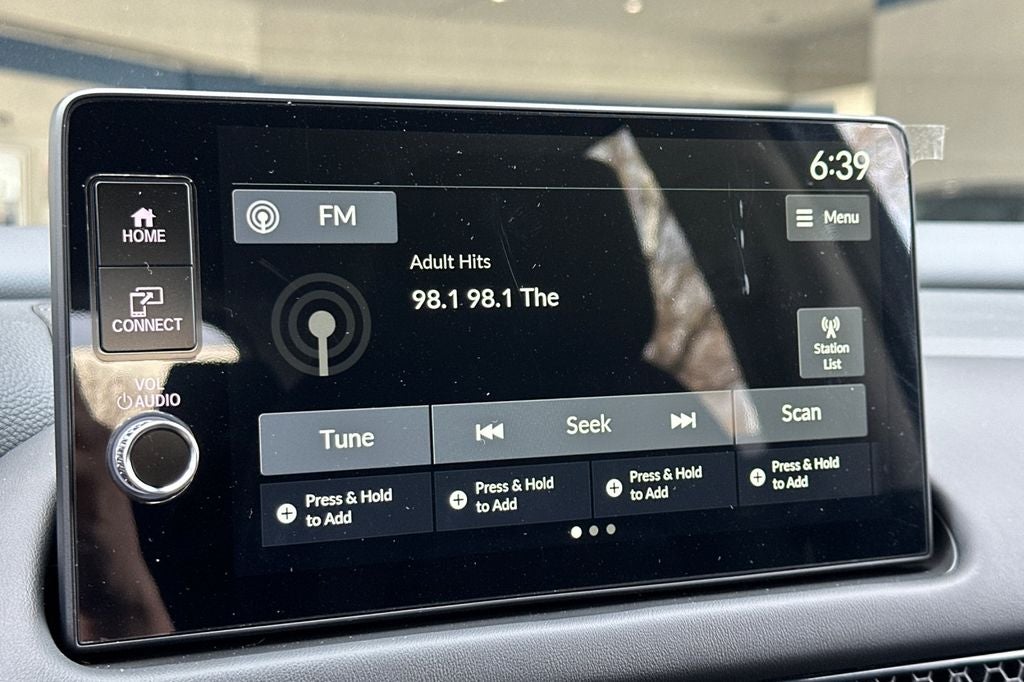 6:39
HOME
FM
Menu
Adult Hits
98.1 98.1 The
CONNECT
Station
List
VOL
AUDIO
Tune
Seek
Scan
Press & Hold
to Add
Press & Hold
to Add
Press & Hold
to Add
Press & Hold
to Add